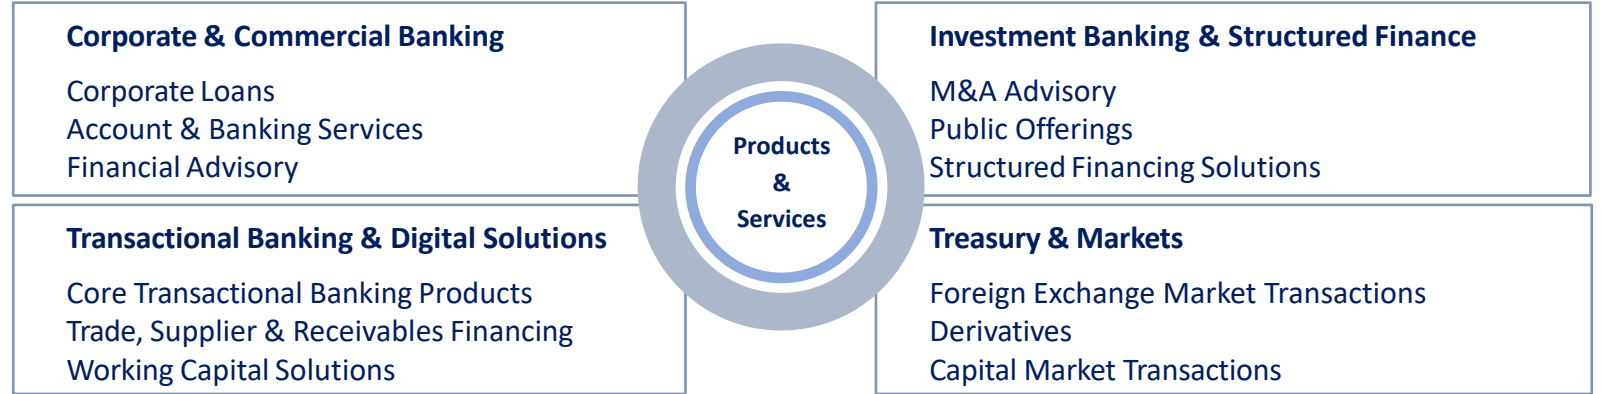 Corporate & Commercial Banking
Corporate Loans
Account & Banking Services
Financial Advisory
Investment Banking & Structured Finance
M&A Advisory
Public Offerings
Structured Financing Solutions
Products
&
Services
Transactional Banking & Digital Solutions
Core Transactional Banking Products
Trade, Supplier & Receivables Financing
Working Capital Solutions
Treasury & Markets
Foreign Exchange Market Transactions
Derivatives
Capital Market Transactions